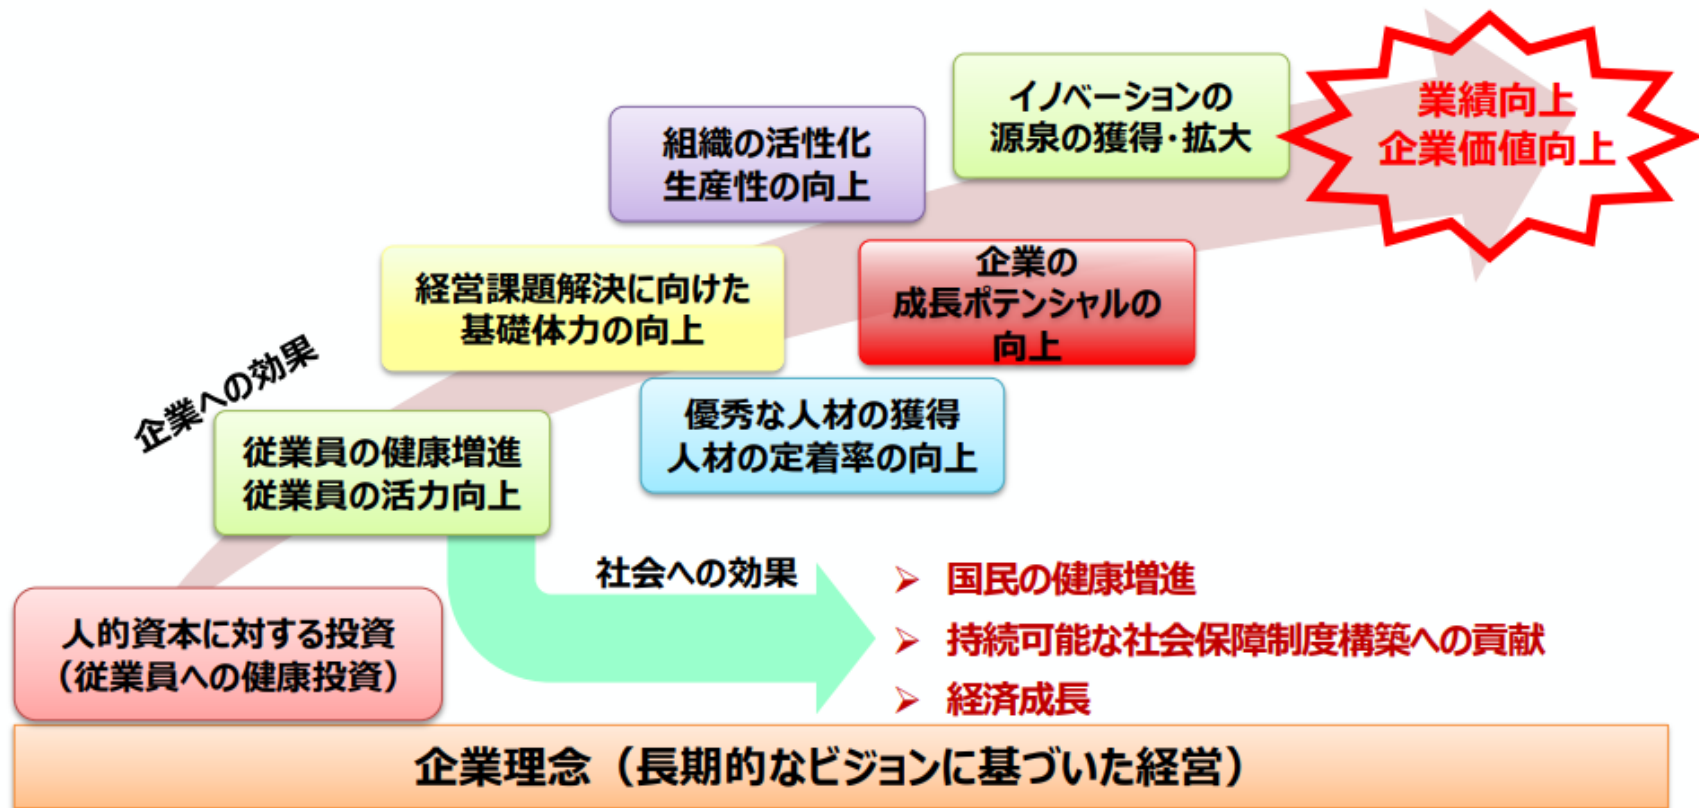 イノベーションの
源泉の獲得・拡大
業績向上
企業価値向上
組織の活性化
生産性の向上
企業の
成長ポテンシャルの
向上
経営課題解決に向けた
基礎体力の向上
優秀な人材の獲得
人材の定着率の向上
企業への効果
従業員の健康増進
従業員の活力向上
社会への効果
➢ 国民の健康増進
➢ 持続可能な社会保障制度構築への貢献
➢ 経済成長
人的資本に対する投資
（従業員への健康投資）
企業理念（長期的なビジョンに基づいた経営）